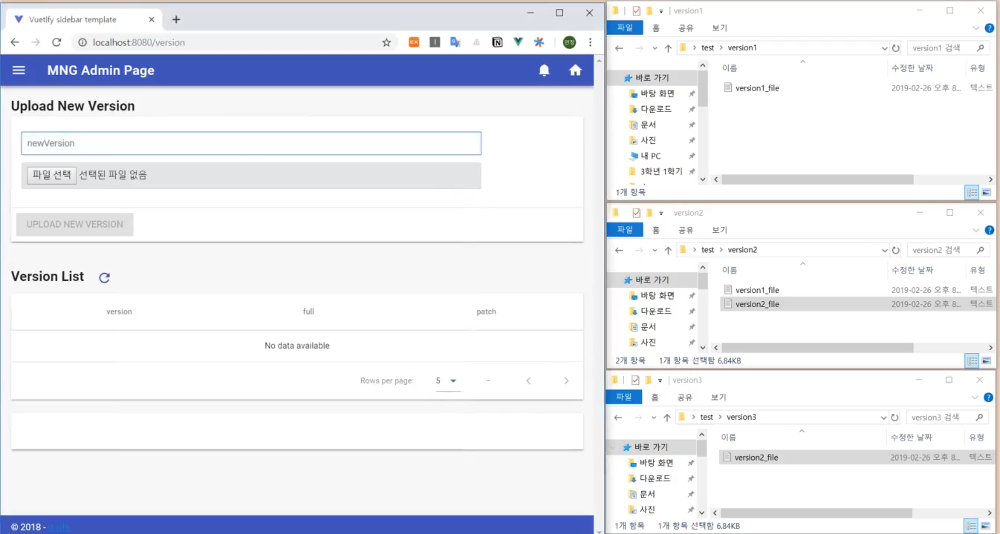 Vuetify sidebar template
localhost:8080/version
MNG Admin Page
Upload New Version
newVersion
파일 선택 선택된 파일 없음
UPLOAD NEW VERSION
Version List
version full patch
No data available
Rows per page: 5 –
© 2018 -
version1
파일 홈 공유 보기
test version1 version1 검색
이름 수정한 날짜 유형
바로 가기
바탕 화면
다운로드
문서
사진
내 PC
3학년 1학기
version1_file 2019-02-26 오후 8... 텍스트
1개 항목
version2
파일 홈 공유 보기
test version2 version2 검색
이름 수정한 날짜 유형
바로 가기
바탕 화면
다운로드
문서
사진
version1_file 2019-02-26 오후 8... 텍스트
version2_file 2019-02-26 오후 8... 텍스트
2개 항목 1개 항목 선택함 6.84KB
version3
파일 홈 공유 보기
test version3 version3 검색
이름 수정한 날짜 유형
바로 가기
바탕 화면
다운로드
문서
사진
version2_file 2019-02-26 오후 8... 텍스트
1개 항목 1개 항목 선택함 6.84KB